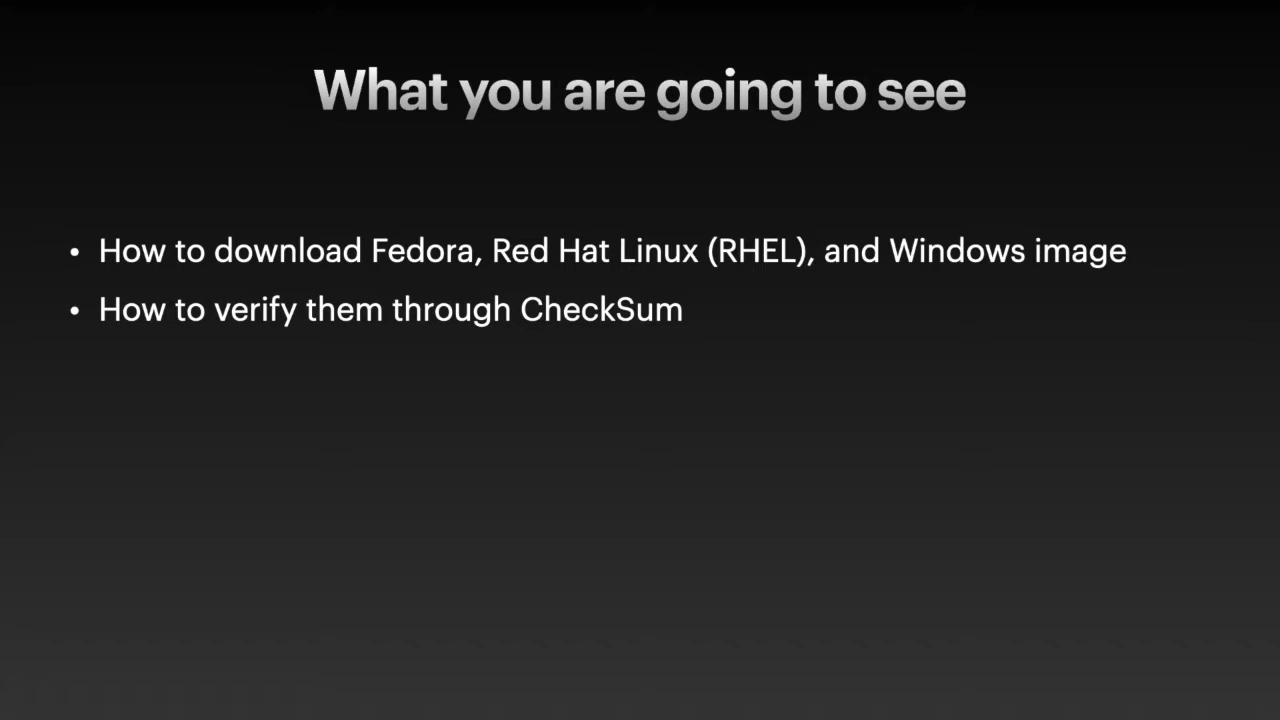 What you are going to see
• How to download Fedora, Red Hat Linux (RHEL), and Windows image
• How to verify them through CheckSum